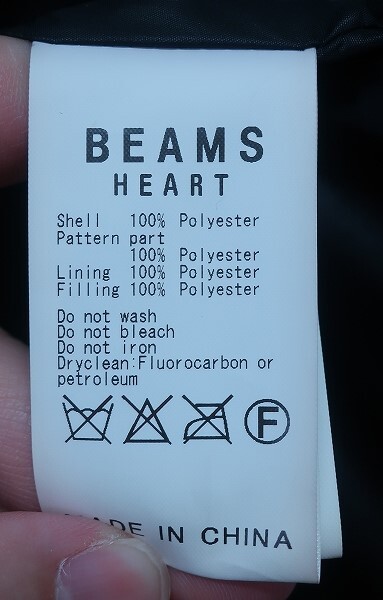 BEAMS
HEART
Shell 100% Polyester
Pattern part
100% Polyester
Lining 100% Polyester
Filling 100% Polyester
Do not wash
Do not bleach
Do not iron
Dryclean:Fluorocarbon or
petroleum
F
MADE IN CHINA